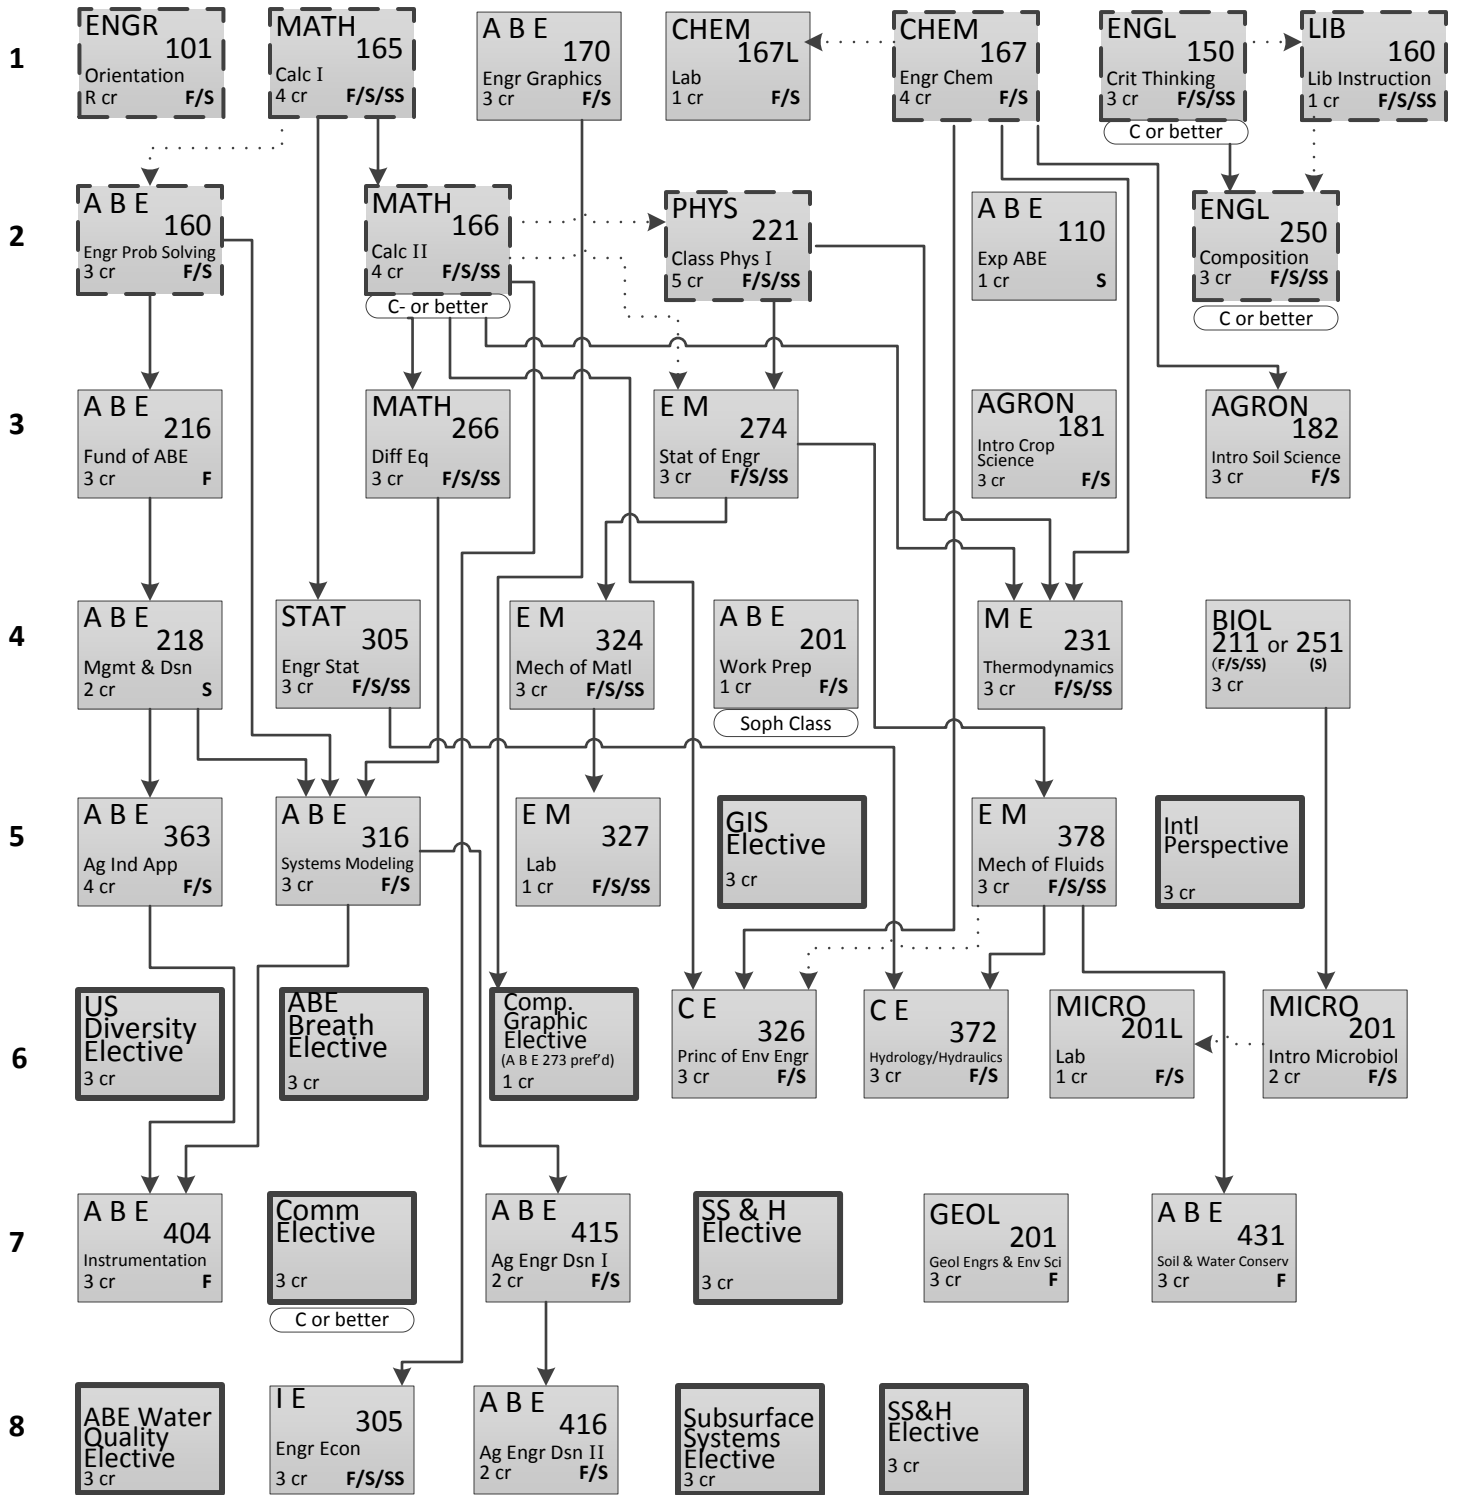 1
ENGR
101
Orientation
R cr F/S
MATH
165
Calc I
4 cr F/S/SS
A B E
170
Engr Graphics
3 cr F/S
CHEM
167L
Lab
1 cr F/S
CHEM
167
Engr Chem
4 cr F/S
ENGL
150
Crit Thinking
3 cr F/S/SS
C or better
LIB
160
Lib Instruction
1 cr F/S/SS
2
A B E
160
Engr Prob Solving
3 cr F/S
MATH
166
Calc II
4 cr F/S/SS
C- or better
PHYS
221
Class Phys I
5 cr F/S/SS
A B E
110
Exp ABE
1 cr S
ENGL
250
Composition
3 cr F/S/SS
C or better
3
A B E
216
Fund of ABE
3 cr F
MATH
266
Diff Eq
3 cr F/S/SS
E M
274
Stat of Engr
3 cr F/S/SS
AGRON
181
Intro Crop
Science
3 cr F/S
AGRON
182
Intro Soil Science
3 cr F/S
4
A B E
218
Mgmt & Dsn
2 cr S
STAT
305
Engr Stat
3 cr F/S/SS
E M
324
Mech of Matl
3 cr F/S/SS
A B E
201
Work Prep
1 cr F/S
Soph Class
M E
231
Thermodynamics
3 cr F/S/SS
BIOL
211 or 251
(F/S/SS) (S)
3 cr
5
A B E
363
Ag Ind App
4 cr F/S
A B E
316
Systems Modeling
3 cr F/S
E M
327
Lab
1 cr F/S/SS
GIS
Elective
3 cr
E M
378
Mech of Fluids
3 cr F/S/SS
Intl
Perspective
3 cr
6
US
Diversity
Elective
3 cr
ABE
Breath
Elective
3 cr
Comp.
Graphic
Elective
(A B E 273 pref'd)
1 cr
C E
326
Princ of Env Engr
3 cr F/S
C E
372
Hydrology/Hydraulics
3 cr F/S
MICRO
201L
Lab
1 cr F/S
MICRO
201
Intro Microbiol
2 cr F/S
7
A B E
404
Instrumentation
3 cr F
Comm
Elective
3 cr
C or better
A B E
415
Ag Engr Dsn I
2 cr F/S
SS & H
Elective
3 cr
GEOL
201
Geol Engrs & Env Sci
3 cr F
A B E
431
Soil & Water Conserv
3 cr F
8
ABE Water
Quality
Elective
3 cr
I E
305
Engr Econ
3 cr F/S/SS
A B E
416
Ag Engr Dsn II
2 cr F/S
Subsurface
Systems
Elective
3 cr
SS&H
Elective
3 cr